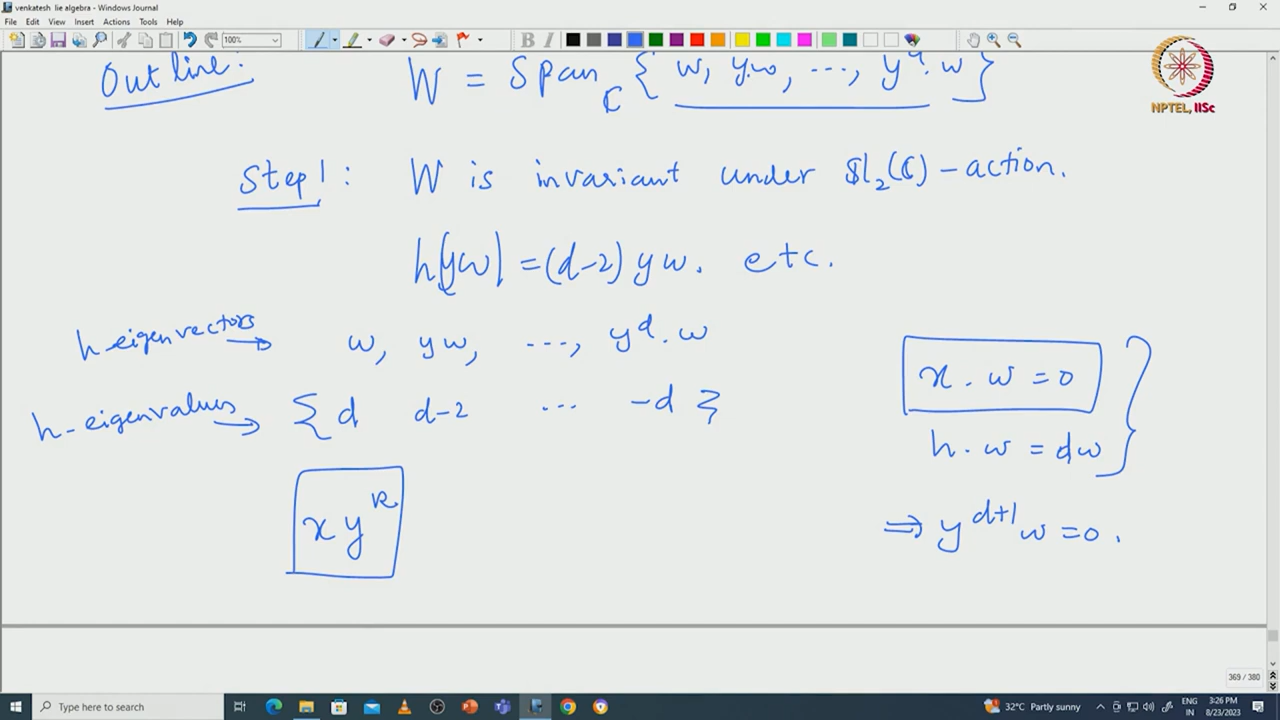 venkatesh lie algebra - Windows Journal
File Edit View Insert Actions Tools Help
100%
B I
Outline: W = Span_C { w, y.w, ..., y^d. w }
NPTEL, IISc
Step 1 : W is invariant under sl_2(C) - action.
h(yw) = (d-2) yw. etc.
h-eigenvectors → w, yw, ..., y^d. w
h-eigenvalues → { d d-2 ... -d }
x . w = 0
h . w = dw
x y^k
⇒ y^{d+1} w = 0 .
369 / 380
Type here to search
32°C Partly sunny
ENG
IN
3:26 PM
8/23/2023